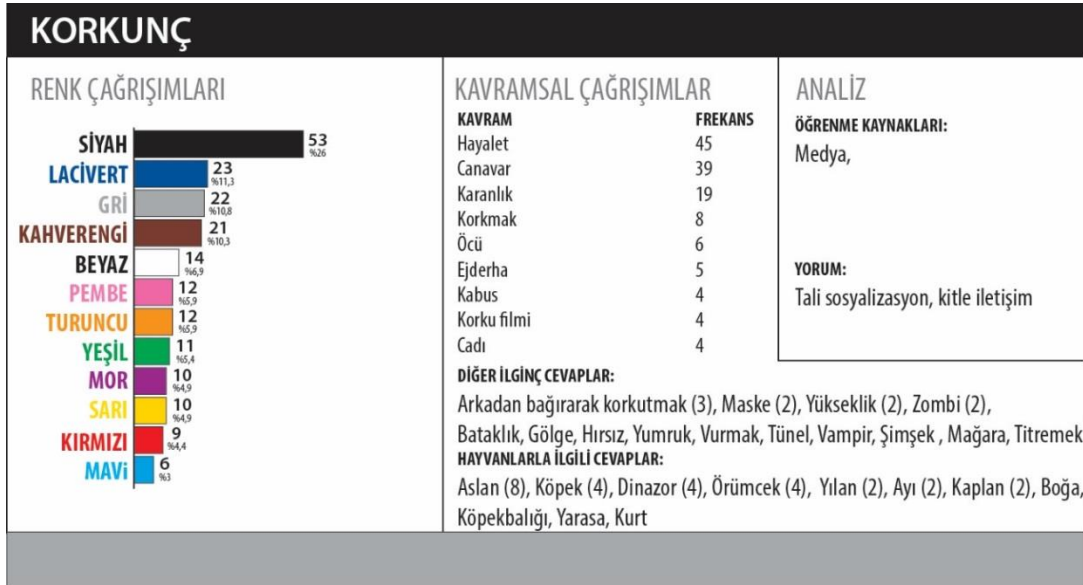 KORKUNÇ
RENK ÇAĞRIŞIMLARI
SİYAH 53 %26
LACİVERT 23 %11,3
GRİ 22 %10,8
KAHVERENGİ 21 %10,3
BEYAZ 14 %6,9
PEMBE 12 %5,9
TURUNCU 12 %5,9
YEŞİL 11 %5,4
MOR 10 %4,9
SARI 10 %4,9
KIRMIZI 9 %4,4
MAVi 6 %3
KAVRAMSAL ÇAĞRIŞIMLAR
KAVRAM FREKANS
Hayalet 45
Canavar 39
Karanlık 19
Korkmak 8
Öcü 6
Ejderha 5
Kabus 4
Korku filmi 4
Cadı 4
DİĞER İLGİNÇ CEVAPLAR:
Arkadan bağırarak korkutmak (3), Maske (2), Yükseklik (2), Zombi (2),
Bataklık, Gölge, Hırsız, Yumruk, Vurmak, Tünel, Vampir, Şimşek , Mağara, Titremek
HAYVANLARLA İLGİLİ CEVAPLAR:
Aslan (8), Köpek (4), Dinazor (4), Örümcek (4), Yılan (2), Ayı (2), Kaplan (2), Boğa,
Köpekbalığı, Yarasa, Kurt
ANALİZ
ÖĞRENME KAYNAKLARI:
Medya,
YORUM:
Tali sosyalizasyon, kitle iletişim